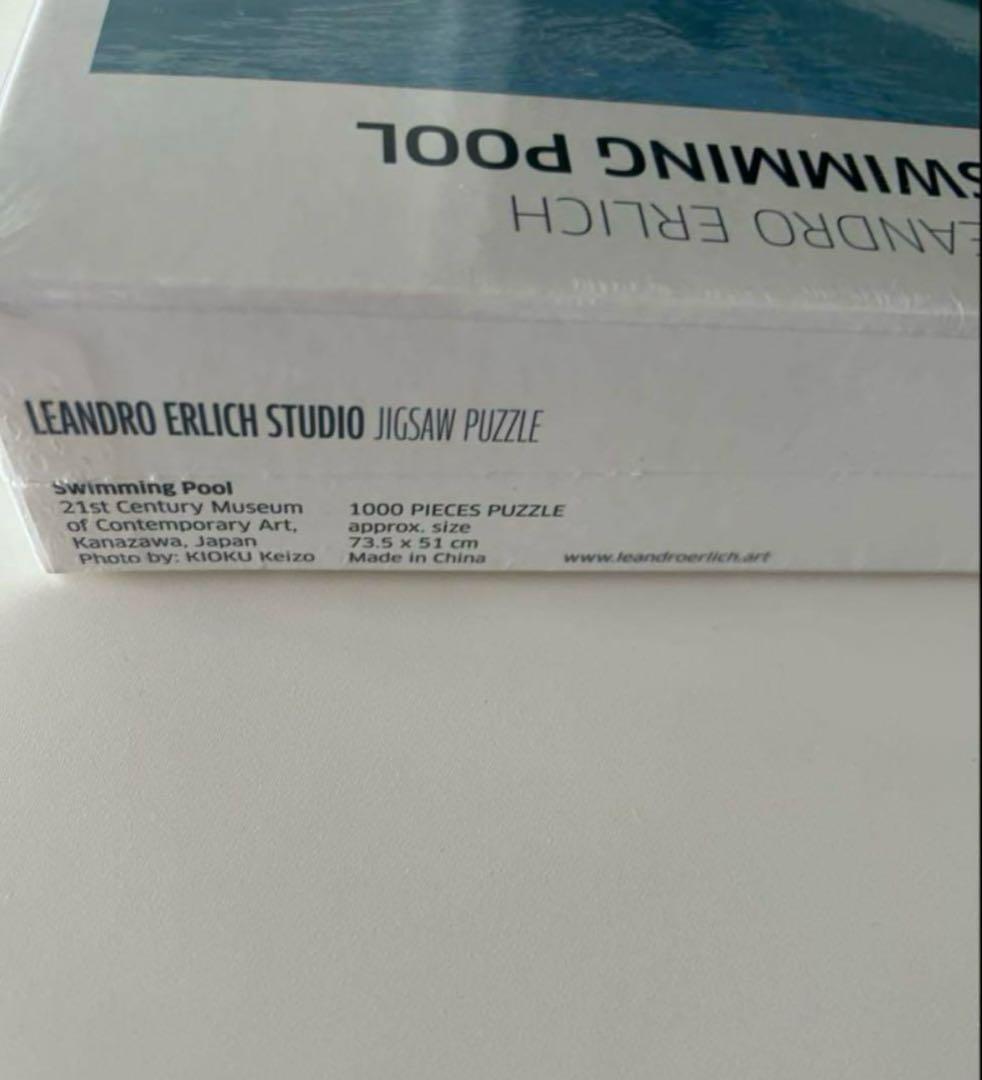 SWIMMING POOL
LEANDRO ERLICH
LEANDRO ERLICH STUDIO JIGSAW PUZZLE
Swimming Pool
21st Century Museum
of Contemporary Art,
Kanazawa, Japan
Photo by: KIOKU Keizo
1000 PIECES PUZZLE
approx. size
73.5 x 51 cm
Made in China
www.leandroerlich.art